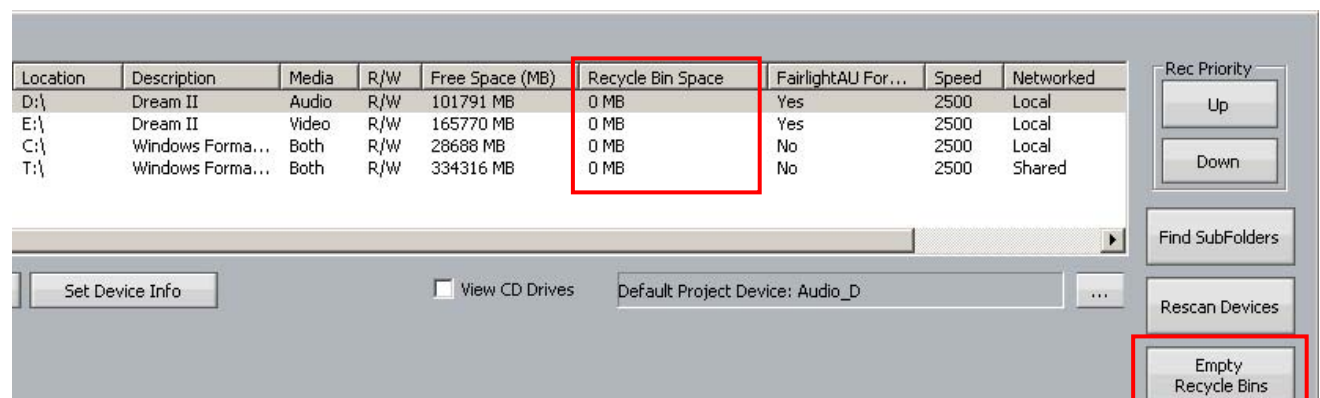 Location Description Media R/W Free Space (MB) Recycle Bin Space FairlightAU For... Speed Networked
D:\ Dream II Audio R/W 101791 MB 0 MB Yes 2500 Local
E:\ Dream II Video R/W 165770 MB 0 MB Yes 2500 Local
C:\ Windows Forma... Both R/W 28688 MB 0 MB No 2500 Local
T:\ Windows Forma... Both R/W 334316 MB 0 MB No 2500 Shared
Rec Priority
Up
Down
Find SubFolders
Set Device Info View CD Drives Default Project Device: Audio_D ...
Rescan Devices
Empty
Recycle Bins